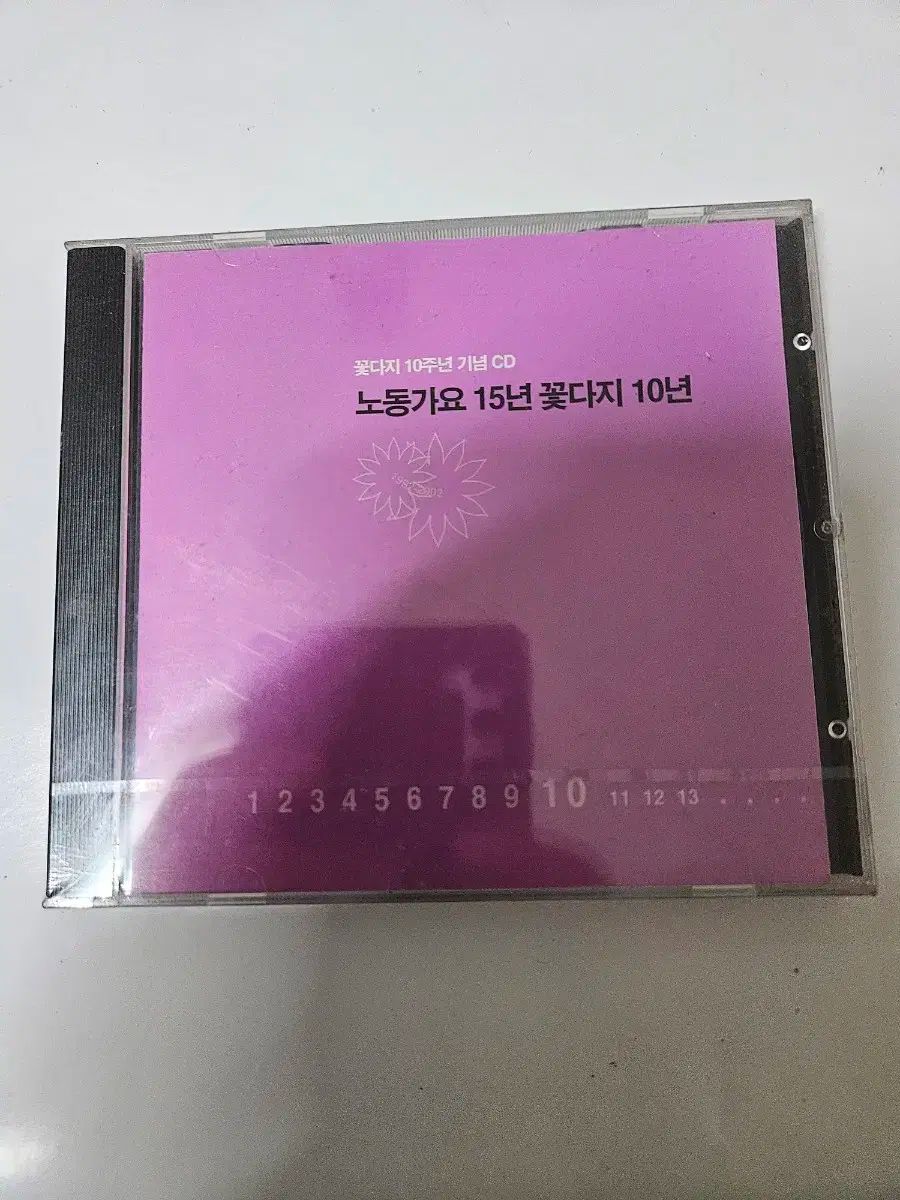 꽃다지 10주년 기념 CD
노동가요 15년 꽃다지 10년
1 2 3 4 5 6 7 8 9 10 11 12 13 . . . .